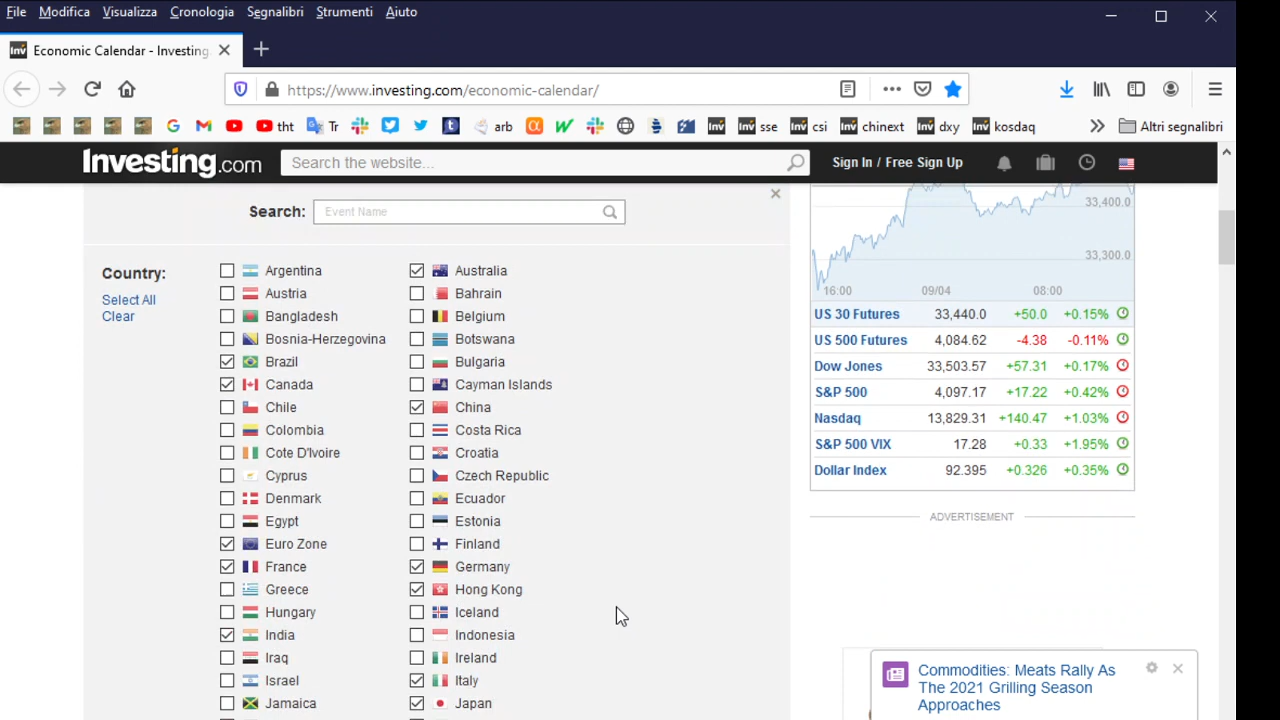 File Modifica Visualizza Cronologia Segnalibri Strumenti Aiuto
inv Economic Calendar - Investing
https://www.investing.com/economic-calendar/
tht Tr arb sse csi chinext dxy kosdaq Altri segnalibri
Investing.com Search the website... Sign In / Free Sign Up
Search: Event Name
33,400.0
33,300.0
16:00 09/04 08:00
Country:
Select All
Clear
Argentina Australia
Austria Bahrain
Bangladesh Belgium
Bosnia-Herzegovina Botswana
Brazil Bulgaria
Canada Cayman Islands
Chile China
Colombia Costa Rica
Cote D'Ivoire Croatia
Cyprus Czech Republic
Denmark Ecuador
Egypt Estonia
Euro Zone Finland
France Germany
Greece Hong Kong
Hungary Iceland
India Indonesia
Iraq Ireland
Israel Italy
Jamaica Japan
US 30 Futures 33,440.0 +50.0 +0.15%
US 500 Futures 4,084.62 -4.38 -0.11%
Dow Jones 33,503.57 +57.31 +0.17%
S&P 500 4,097.17 +17.22 +0.42%
Nasdaq 13,829.31 +140.47 +1.03%
S&P 500 VIX 17.28 +0.33 +1.95%
Dollar Index 92.395 +0.326 +0.35%
ADVERTISEMENT
Commodities: Meats Rally As
The 2021 Grilling Season
Approaches